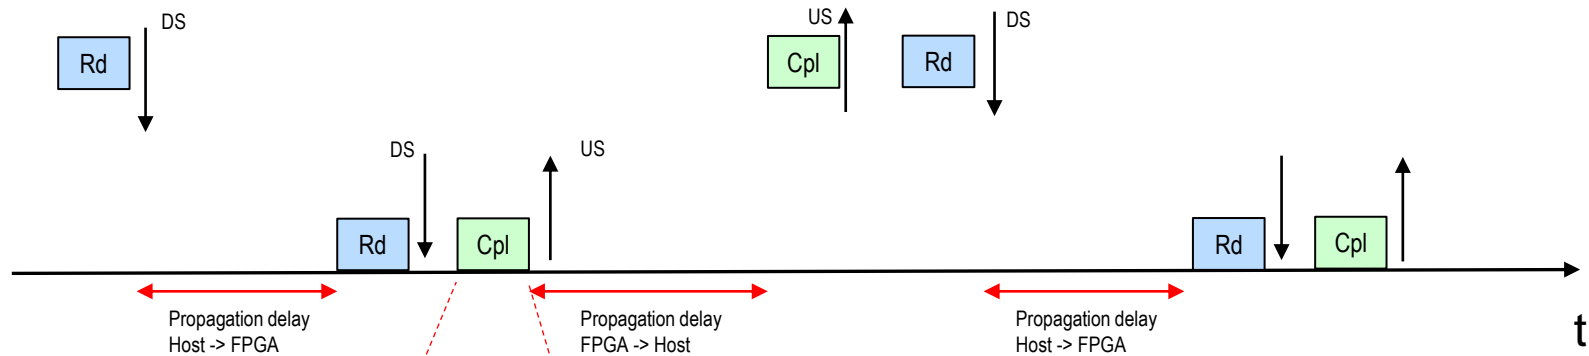 DS
Rd
US
Cpl
Rd
DS
DS
US
Rd
Cpl
Rd
Cpl
Propagation delay
Host -> FPGA
Propagation delay
FPGA -> Host
Propagation delay
Host -> FPGA
t